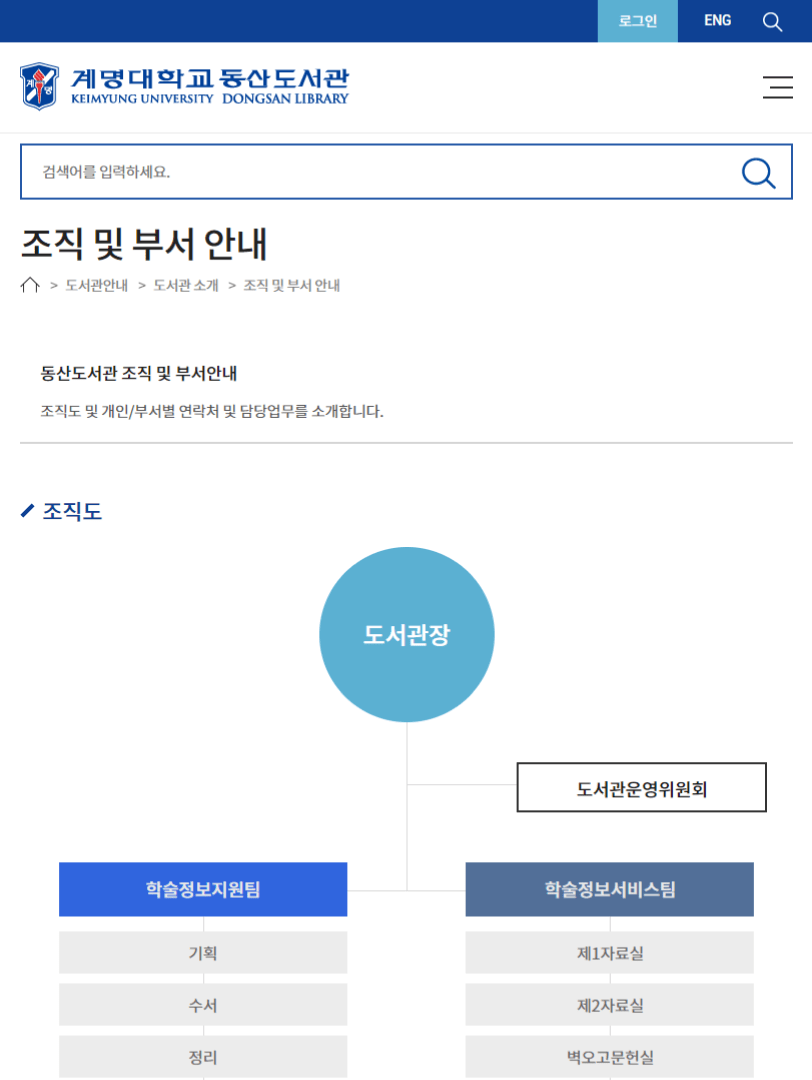 로그인 ENG
계명대학교 동산도서관
KEIMYUNG UNIVERSITY DONGSAN LIBRARY
계명
검색어를 입력하세요.
조직 및 부서 안내
> 도서관안내 > 도서관 소개 > 조직 및 부서 안내
동산도서관 조직 및 부서안내
조직도 및 개인/부서별 연락처 및 담당업무를 소개합니다.
조직도
도서관장
도서관운영위원회
학술정보지원팀 학술정보서비스팀
기획 제1자료실
수서 제2자료실
정리 벽오고문헌실